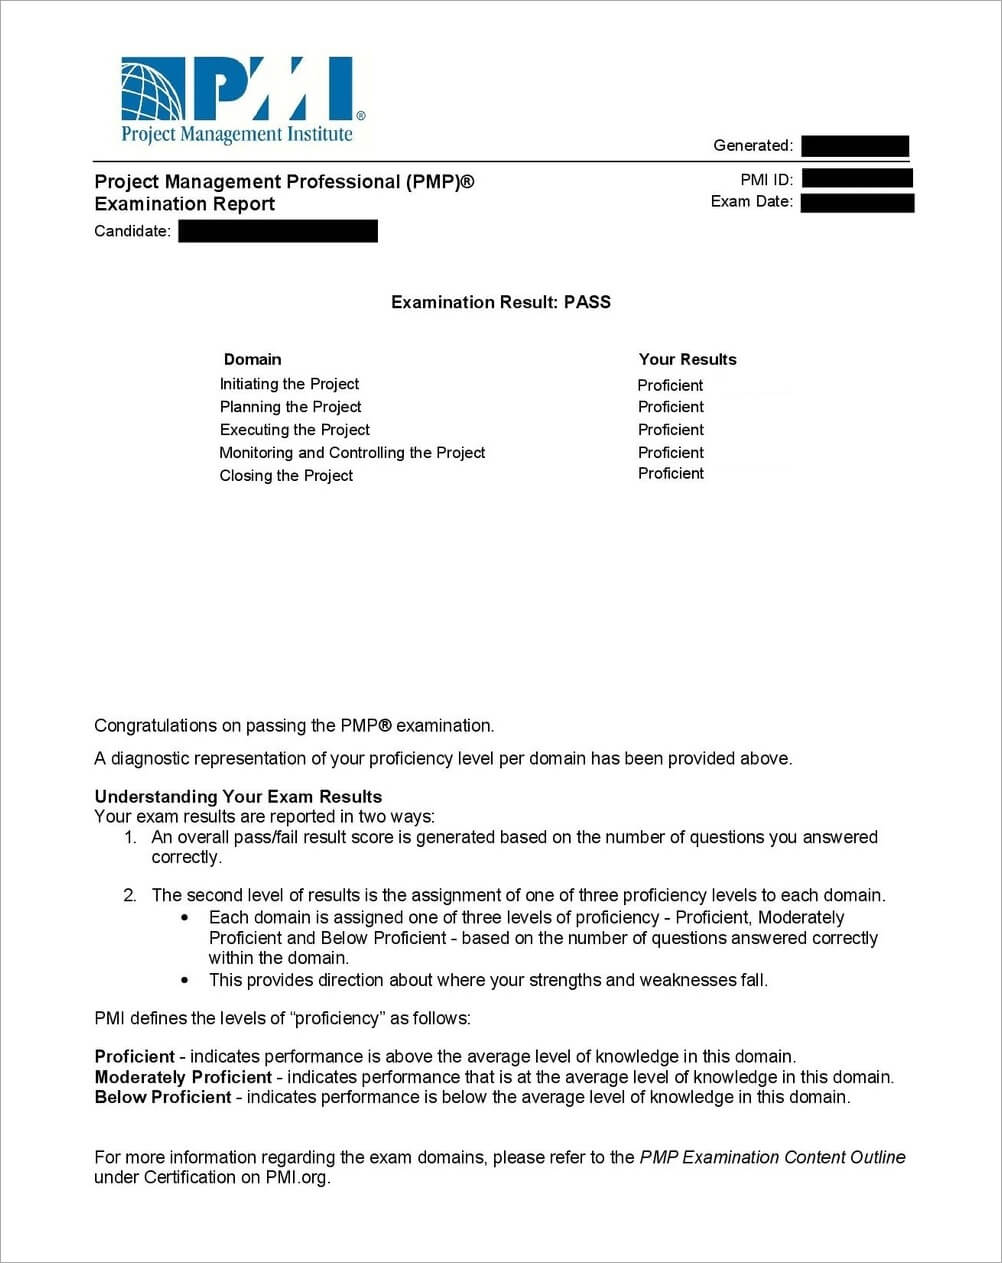 PMI®
Project Management Institute
Generated:
Project Management Professional (PMP)®
Examination Report
PMI ID:
Exam Date:
Candidate:
Examination Result: PASS
Domain Your Results
Initiating the Project Proficient
Planning the Project Proficient
Executing the Project Proficient
Monitoring and Controlling the Project Proficient
Closing the Project Proficient
Congratulations on passing the PMP® examination.
A diagnostic representation of your proficiency level per domain has been provided above.
Understanding Your Exam Results
Your exam results are reported in two ways:
1. An overall pass/fail result score is generated based on the number of questions you answered
correctly.
2. The second level of results is the assignment of one of three proficiency levels to each domain.
• Each domain is assigned one of three levels of proficiency - Proficient, Moderately
Proficient and Below Proficient - based on the number of questions answered correctly
within the domain.
• This provides direction about where your strengths and weaknesses fall.
PMI defines the levels of “proficiency” as follows:
Proficient - indicates performance is above the average level of knowledge in this domain.
Moderately Proficient - indicates performance that is at the average level of knowledge in this domain.
Below Proficient - indicates performance is below the average level of knowledge in this domain.
For more information regarding the exam domains, please refer to the PMP Examination Content Outline
under Certification on PMI.org.